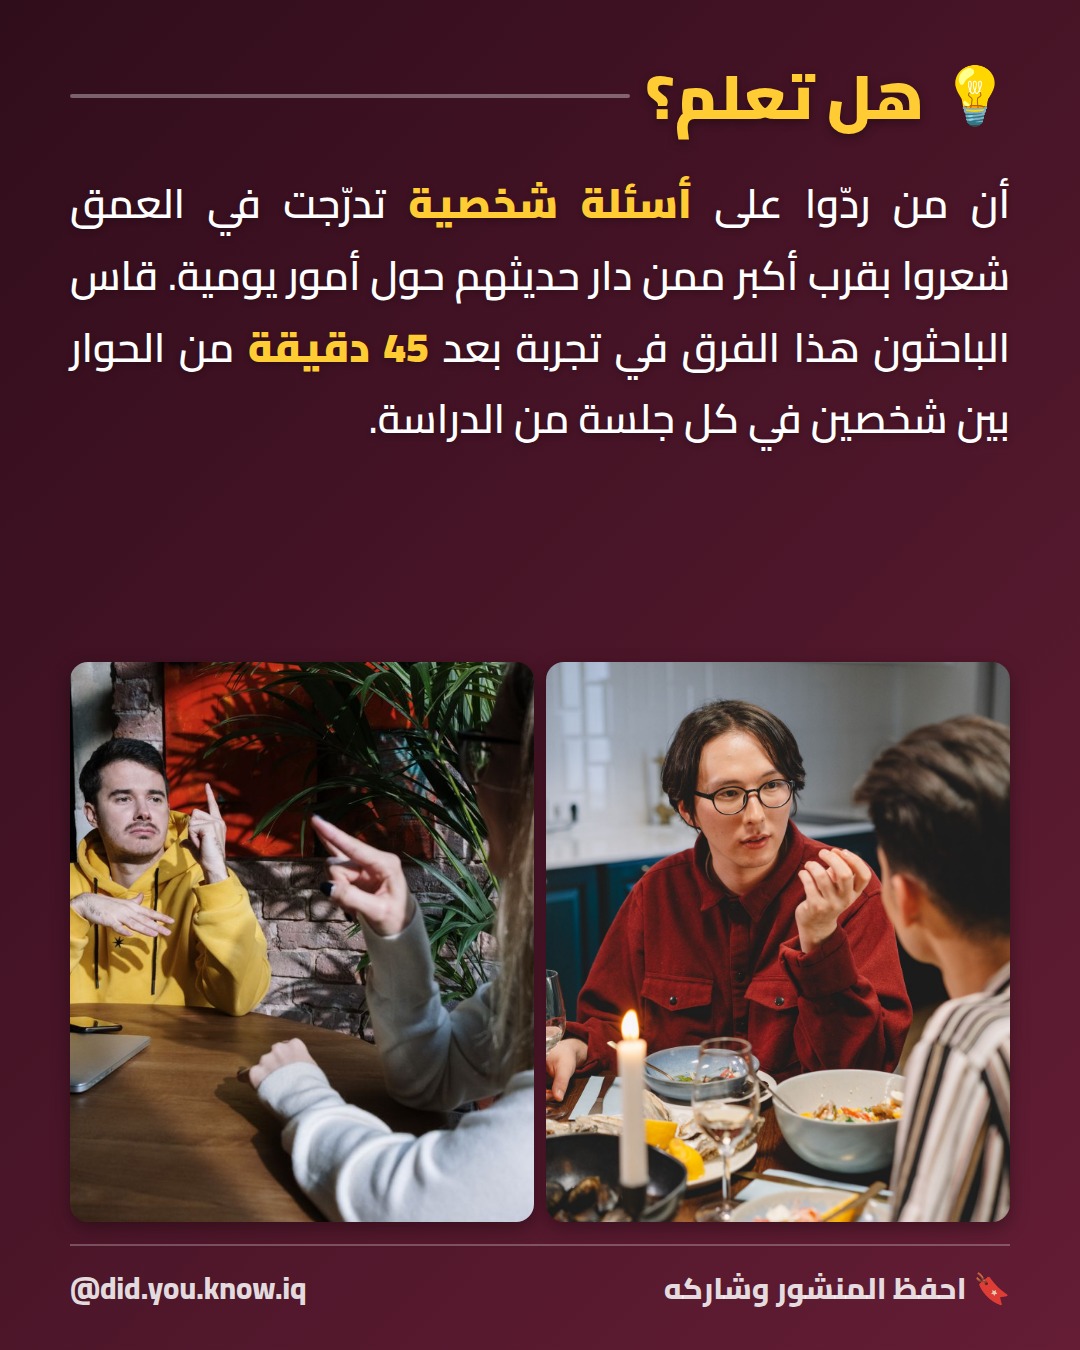 هل تعلم؟
أن من ردّوا على أسئلة شخصية تدرّجت في العمق
شعروا بقرب أكبر ممن دار حديثهم حول أمور يومية. قاس
الباحثون هذا الفرق في تجربة بعد 45 دقيقة من الحوار
بين شخصين في كل جلسة من الدراسة.
احفظ المنشور وشاركه
@did.you.know.iq